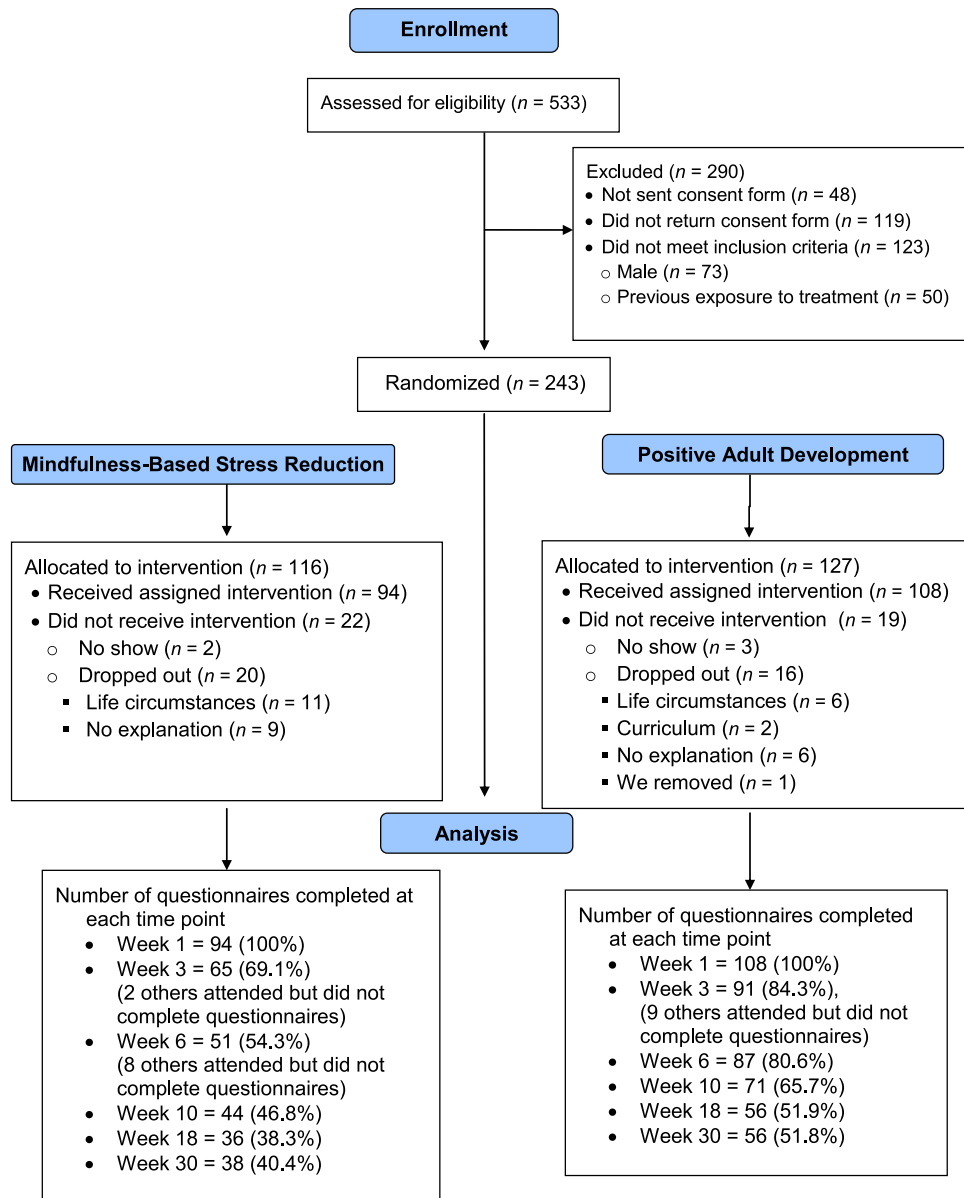 Enrollment
Assessed for eligibility (n = 533)
Excluded (n = 290)
• Not sent consent form (n = 48)
• Did not return consent form (n = 119)
• Did not meet inclusion criteria (n = 123)
○ Male (n = 73)
○ Previous exposure to treatment (n = 50)
Randomized (n = 243)
Mindfulness-Based Stress Reduction
Allocated to intervention (n = 116)
• Received assigned intervention (n = 94)
• Did not receive intervention (n = 22)
○ No show (n = 2)
○ Dropped out (n = 20)
▪ Life circumstances (n = 11)
▪ No explanation (n = 9)
Positive Adult Development
Allocated to intervention (n = 127)
• Received assigned intervention (n = 108)
• Did not receive intervention (n = 19)
○ No show (n = 3)
○ Dropped out (n = 16)
▪ Life circumstances (n = 6)
▪ Curriculum (n = 2)
▪ No explanation (n = 6)
▪ We removed (n = 1)
Analysis
Number of questionnaires completed at
each time point
• Week 1 = 94 (100%)
• Week 3 = 65 (69.1%)
(2 others attended but did not
complete questionnaires)
• Week 6 = 51 (54.3%)
(8 others attended but did not
complete questionnaires)
• Week 10 = 44 (46.8%)
• Week 18 = 36 (38.3%)
• Week 30 = 38 (40.4%)
Number of questionnaires completed
at each time point
• Week 1 = 108 (100%)
• Week 3 = 91 (84.3%),
(9 others attended but did not
complete questionnaires)
• Week 6 = 87 (80.6%)
• Week 10 = 71 (65.7%)
• Week 18 = 56 (51.9%)
• Week 30 = 56 (51.8%)